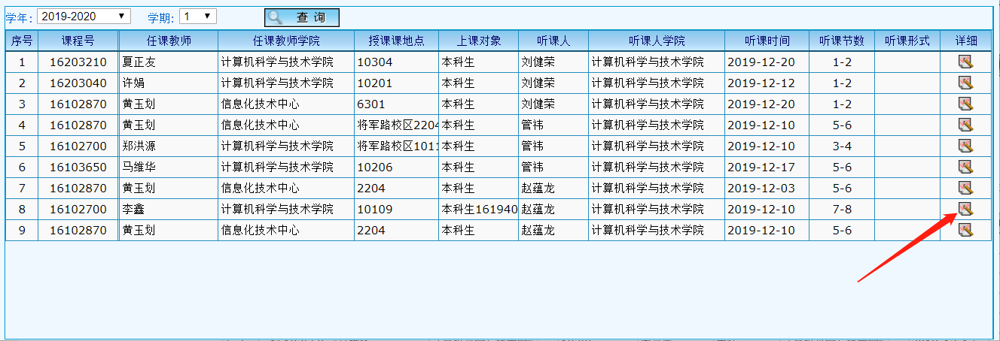 学年: 2019-2020 学期: 1 查 询
序号 课程号 任课教师 任课教师学院 授课课地点 上课对象 听课人 听课人学院 听课时间 听课节数 听课形式 详细
1 16203210 夏正友 计算机科学与技术学院 10304 本科生 刘健荣 计算机科学与技术学院 2019-12-20 1-2
2 16203040 许娟 计算机科学与技术学院 10201 本科生 刘健荣 计算机科学与技术学院 2019-12-12 1-2
3 16102870 黄玉划 信息化技术中心 6301 本科生 刘健荣 计算机科学与技术学院 2019-12-20 1-2
4 16102870 黄玉划 信息化技术中心 将军路校区2204 本科生 管祎 计算机科学与技术学院 2019-12-10 5-6
5 16102700 郑洪源 计算机科学与技术学院 将军路校区1011 本科生 管祎 计算机科学与技术学院 2019-12-10 3-4
6 16103650 马维华 计算机科学与技术学院 10206 本科生 管祎 计算机科学与技术学院 2019-12-17 5-6
7 16102870 黄玉划 信息化技术中心 2204 本科生 赵蕴龙 计算机科学与技术学院 2019-12-03 5-6
8 16102700 李鑫 计算机科学与技术学院 10109 本科生161940 赵蕴龙 计算机科学与技术学院 2019-12-10 7-8
9 16102870 黄玉划 信息化技术中心 2204 本科生 赵蕴龙 计算机科学与技术学院 2019-12-10 5-6